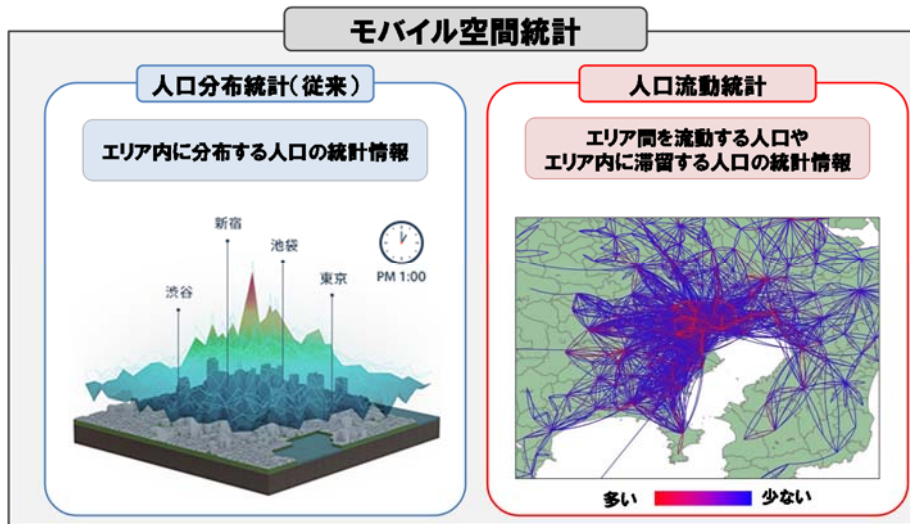 モバイル空間統計
人口分布統計(従来)
エリア内に分布する人口の統計情報
新宿
池袋
渋谷
東京
PM 1:00
人口流動統計
エリア間を流動する人口や
エリア内に滞留する人口の統計情報
多い
少ない